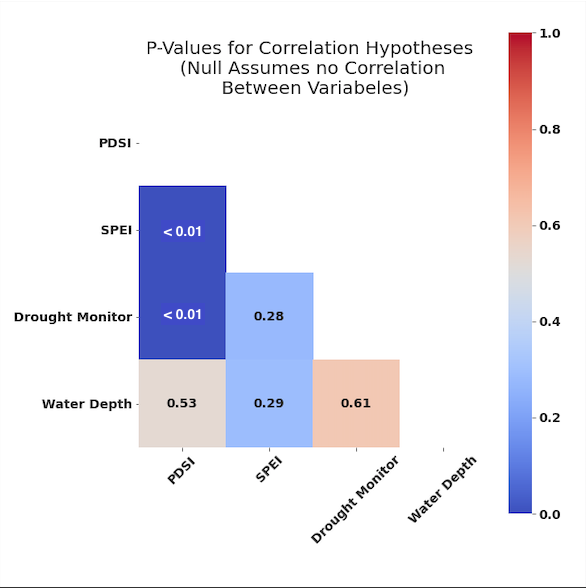 P-Values for Correlation Hypotheses
(Null Assumes no Correlation
Between Variabeles)
1.0
0.8
0.6
0.4
0.2
0.0
PDSI
SPEI
< 0.01
Drought Monitor
< 0.01
0.28
Water Depth
0.53
0.29
0.61
PDSI
SPEI
Drought Monitor
Water Depth